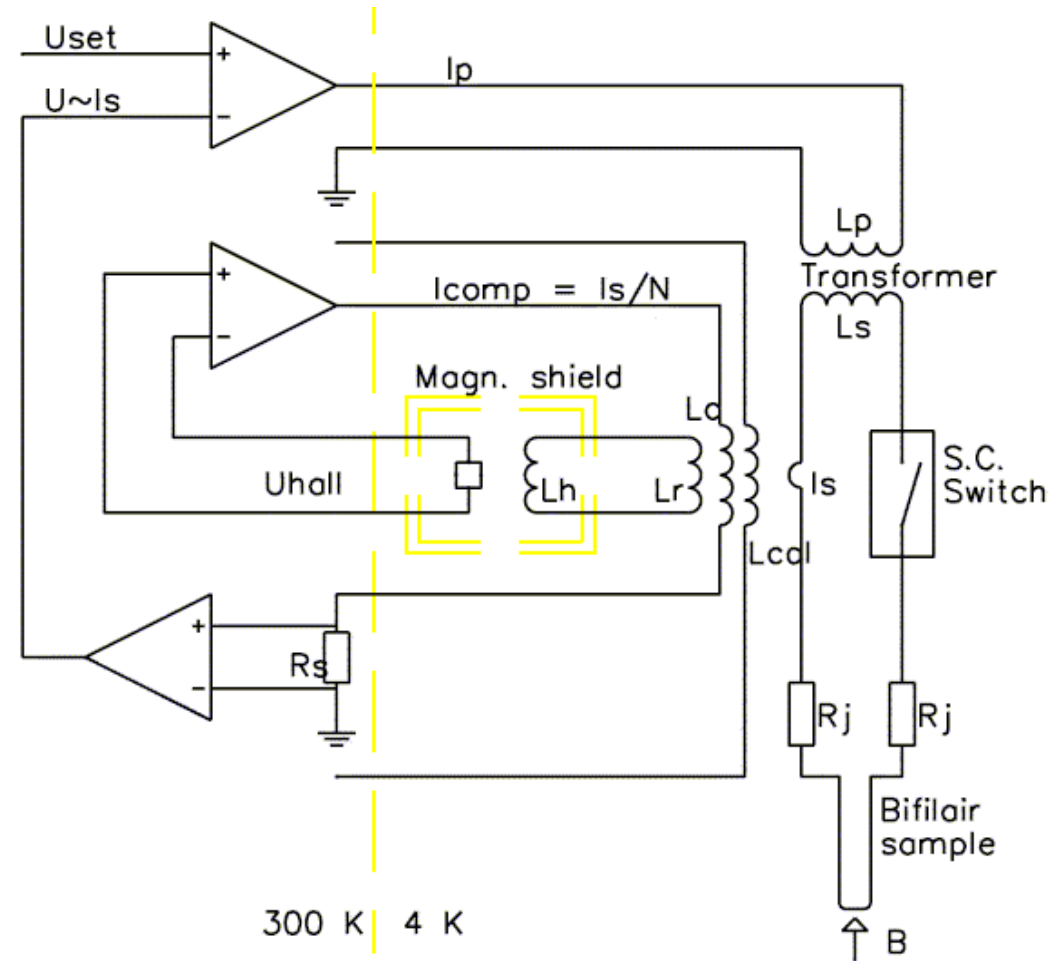 Uset
+
Ip
U~Is
−
Lp
Transformer
+
Icomp = Is/N
Ls
−
Magn. shield
Lc
S.C.
Switch
Uhall
Lh
Lr
Is
Lcal
+
Rs
−
Rj
Rj
Bifilair
sample
300 K
4 K
B